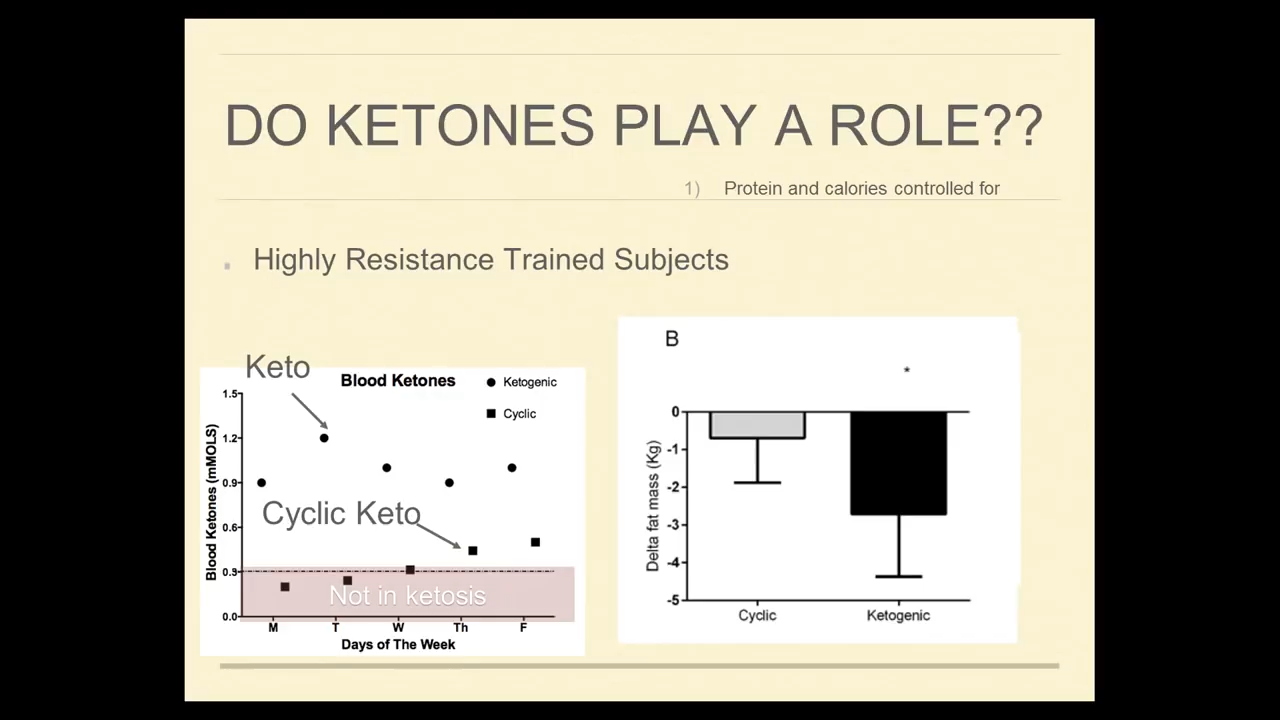 DO KETONES PLAY A ROLE??
1) Protein and calories controlled for
Highly Resistance Trained Subjects
Keto
Blood Ketones
Ketogenic
Cyclic
Blood Ketones (mMOLS)
1.5
1.2
0.9
0.6
0.3
0.0
Cyclic Keto
Not in ketosis
M T W Th F
Days of The Week
B
*
Delta fat mass (Kg)
0
-1
-2
-3
-4
-5
Cyclic Ketogenic